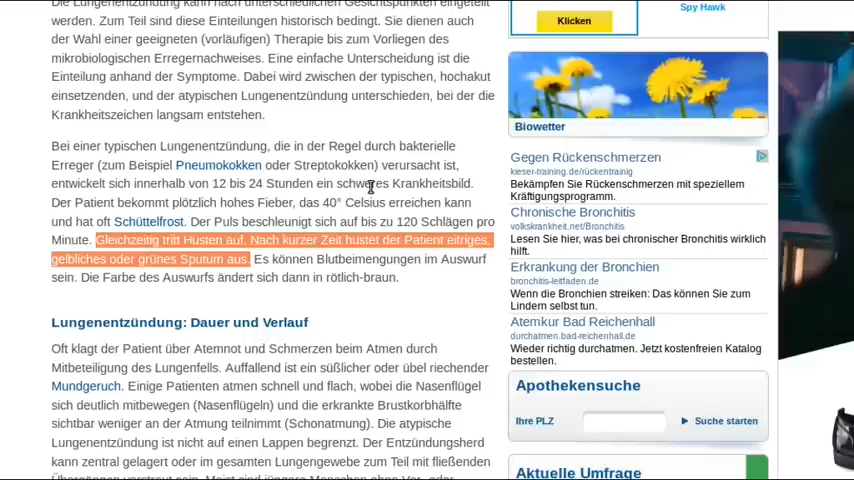 Die Lungenentzündung kann nach unterschiedlichen Gesichtspunkten eingeteilt
werden. Zum Teil sind diese Einteilungen historisch bedingt. Sie dienen auch
der Wahl einer geeigneten (vorläufigen) Therapie bis zum Vorliegen des
mikrobiologischen Erregernachweises. Eine einfache Unterscheidung ist die
Einteilung anhand der Symptome. Dabei wird zwischen der typischen, hochakut
einsetzenden, und der atypischen Lungenentzündung unterschieden, bei der die
Krankheitszeichen langsam entstehen.
Bei einer typischen Lungenentzündung, die in der Regel durch bakterielle
Erreger (zum Beispiel Pneumokokken oder Streptokokken) verursacht ist,
entwickelt sich innerhalb von 12 bis 24 Stunden ein schweres Krankheitsbild.
Der Patient bekommt plötzlich hohes Fieber, das 40° Celsius erreichen kann
und hat oft Schüttelfrost. Der Puls beschleunigt sich auf bis zu 120 Schlägen pro
Minute. Gleichzeitig tritt Husten auf. Nach kurzer Zeit hustet der Patient eitriges,
gelbliches oder grünes Sputum aus. Es können Blutbeimengungen im Auswurf
sein. Die Farbe des Auswurfs ändert sich dann in rötlich-braun.
Lungenentzündung: Dauer und Verlauf
Oft klagt der Patient über Atemnot und Schmerzen beim Atmen durch
Mitbeteiligung des Lungenfells. Auffallend ist ein süßlicher oder übel riechender
Mundgeruch. Einige Patienten atmen schnell und flach, wobei die Nasenflügel
sich deutlich mitbewegen (Nasenflügeln) und die erkrankte Brustkorbhälfte
sichtbar weniger an der Atmung teilnimmt (Schonatmung). Die atypische
Lungenentzündung ist nicht auf einen Lappen begrenzt. Der Entzündungsherd
kann zentral gelagert oder im gesamten Lungengewebe zum Teil mit fließenden
Spy Hawk
Klicken
Biowetter
Gegen Rückenschmerzen
kieser-training.de/rückentrainig
Bekämpfen Sie Rückenschmerzen mit speziellem
Kräftigungsprogramm.
Chronische Bronchitis
volkskrankheit.net/Bronchitis
Lesen Sie hier, was bei chronischer Bronchitis wirklich
hilft.
Erkrankung der Bronchien
bronchitis-leitfaden.de
Wenn die Bronchien streiken: Das können Sie zum
Lindern selbst tun.
Atemkur Bad Reichenhall
durchatmen.bad-reichenhall.de
Wieder richtig durchatmen. Jetzt kostenfreien Katalog
bestellen.
Apothekensuche
Ihre PLZ
Suche starten
Aktuelle Umfrage